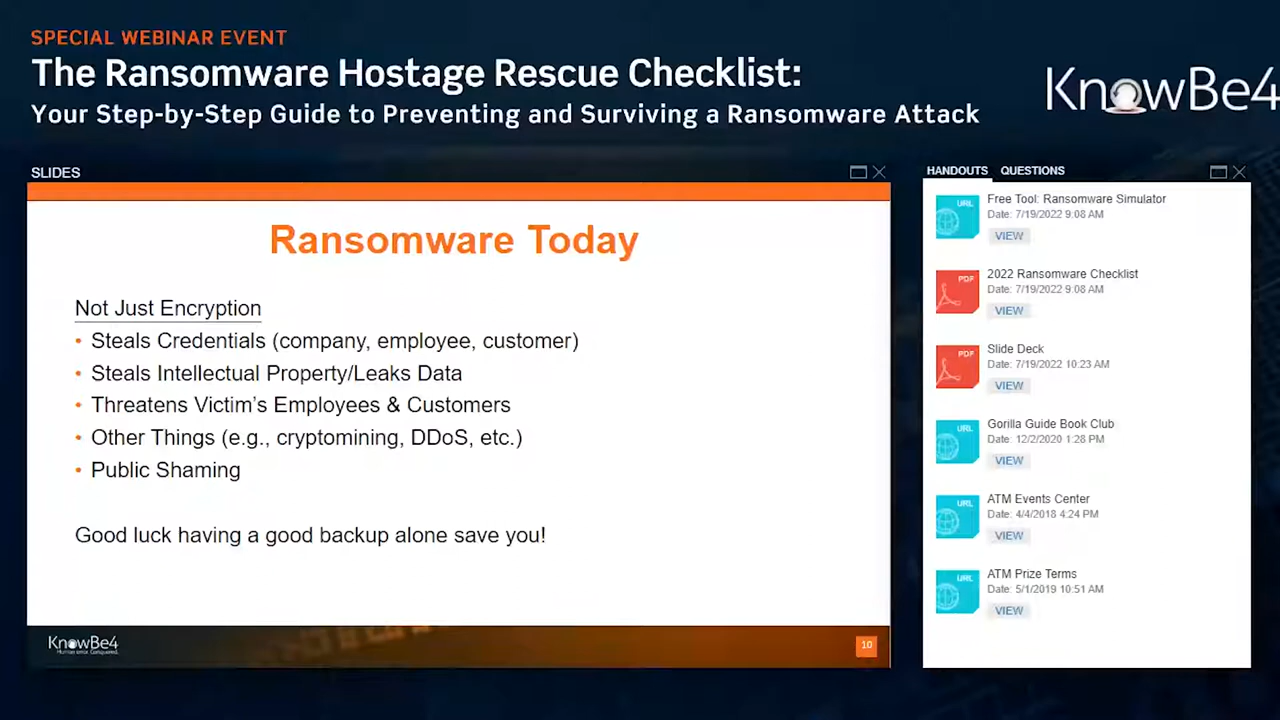 SPECIAL WEBINAR EVENT
The Ransomware Hostage Rescue Checklist:
Your Step-by-Step Guide to Preventing and Surviving a Ransomware Attack
KnowBe4
SLIDES
Ransomware Today
Not Just Encryption
• Steals Credentials (company, employee, customer)
• Steals Intellectual Property/Leaks Data
• Threatens Victim’s Employees & Customers
• Other Things (e.g., cryptomining, DDoS, etc.)
• Public Shaming
Good luck having a good backup alone save you!
KnowBe4
10
HANDOUTS QUESTIONS
URL
Free Tool: Ransomware Simulator
Date: 7/19/2022 9:08 AM
VIEW
PDF
2022 Ransomware Checklist
Date: 7/19/2022 9:08 AM
VIEW
PDF
Slide Deck
Date: 7/19/2022 10:23 AM
VIEW
URL
Gorilla Guide Book Club
Date: 12/2/2020 1:28 PM
VIEW
URL
ATM Events Center
Date: 4/4/2018 4:24 PM
VIEW
URL
ATM Prize Terms
Date: 5/1/2019 10:51 AM
VIEW